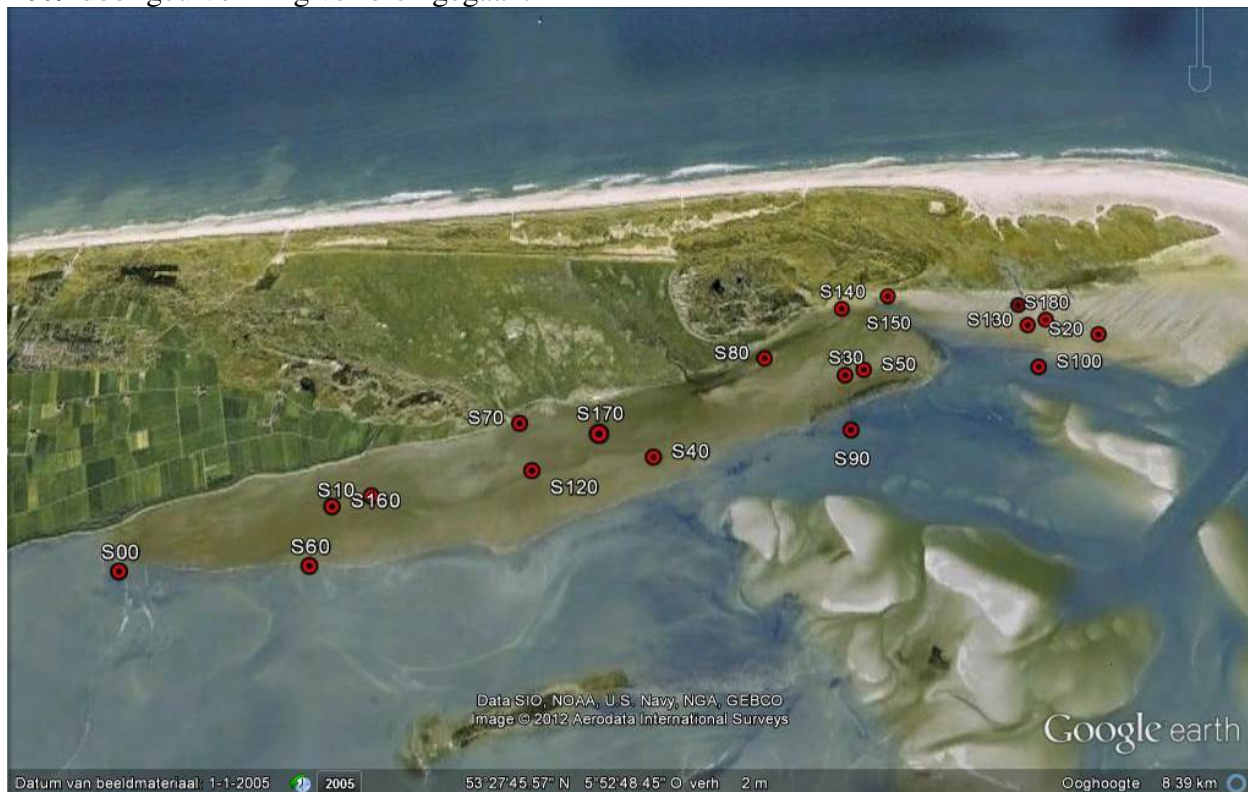 S140
S180
S150
S130
S20
S80
S30
S50
S100
S70
S170
S90
S40
S120
S10
S160
S00
S60
Data SIO, NOAA, U.S. Navy, NGA, GEBCO
Image © 2012 Aerodata International Surveys
Google earth
Datum van beeldmateriaal: 1-1-2005
2005
53°27'45.57" N 5°52'48.45" O verh 2 m
Ooghoogte 8.39 km